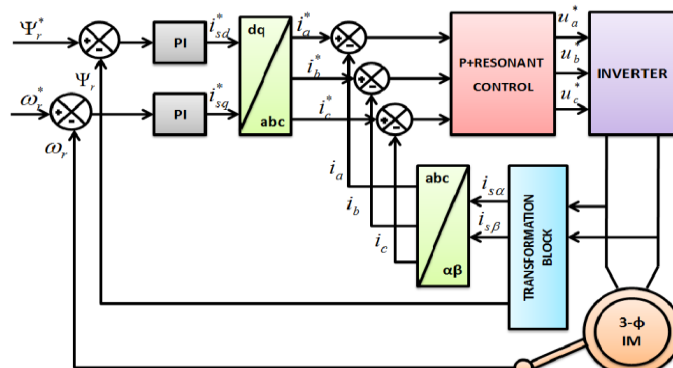 Ψr* PI isd* dq ia* ua*
Ψr ib* P+RESONANT CONTROL ub* INVERTER
ωr* PI isq* abc ic* uc*
ωr
ia abc isα
ib isβ TRANSFORMATION BLOCK
ic αβ
3-ϕ
IM